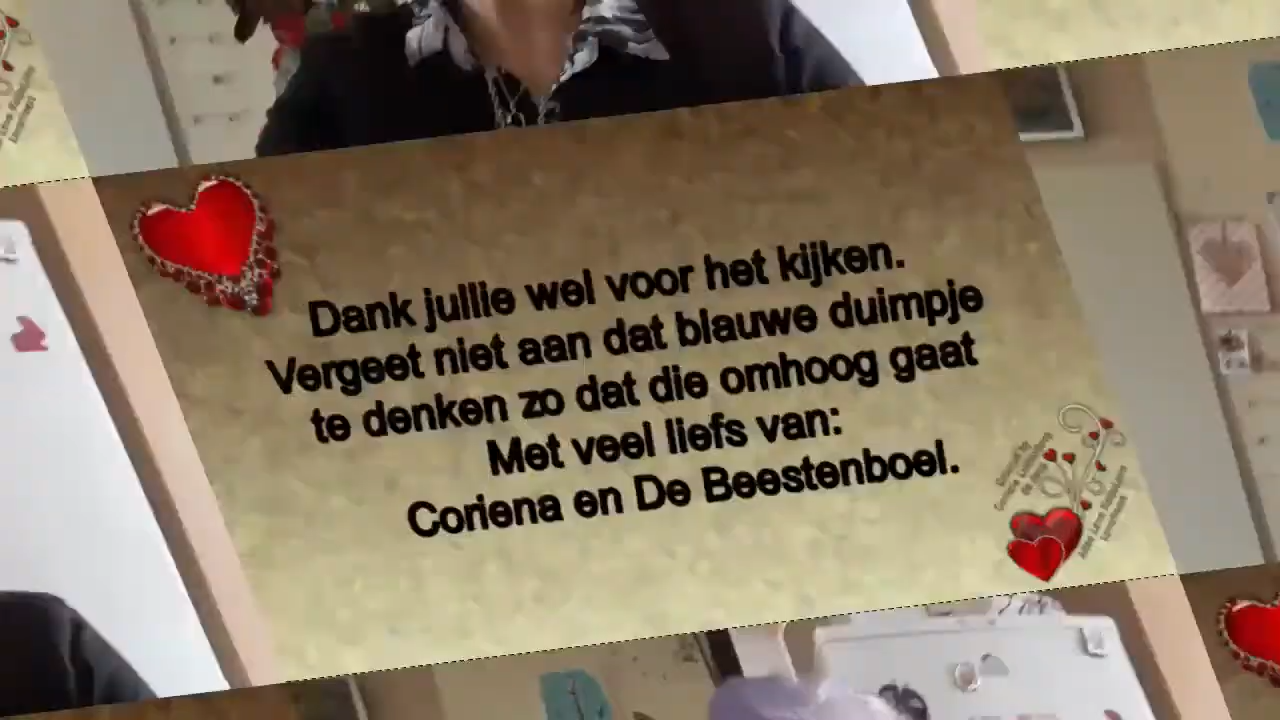 Dank jullie wel voor het kijken.
Vergeet niet aan dat blauwe duimpje
te denken zo dat die omhoog gaat
Met veel liefs van:
Coriena en De Beestenboel.